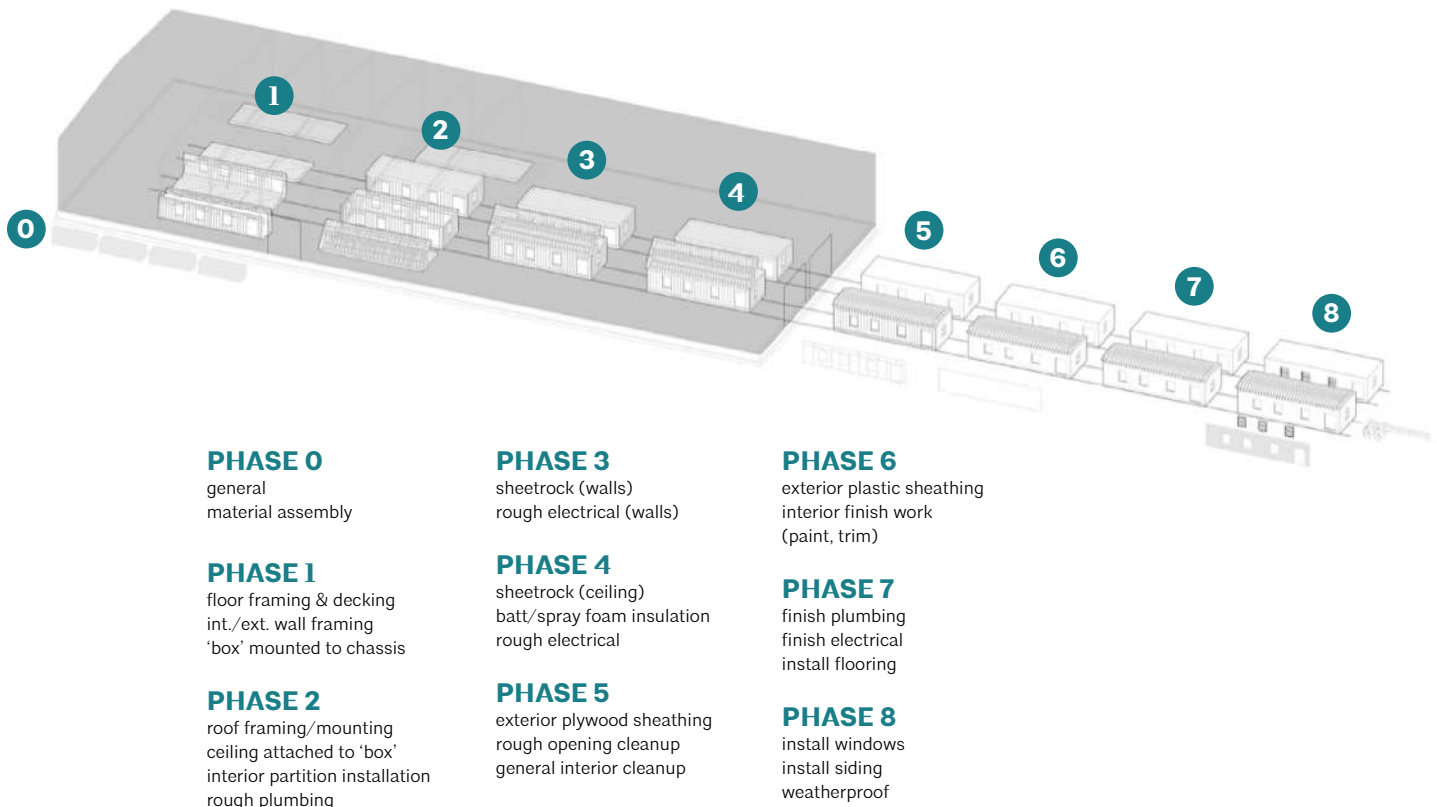 1
2
3
4
0
5
6
7
8
PHASE 0
general
material assembly
PHASE 1
floor framing & decking
int./ext. wall framing
‘box’ mounted to chassis
PHASE 2
roof framing/mounting
ceiling attached to ‘box’
interior partition installation
rough plumbing
PHASE 3
sheetrock (walls)
rough electrical (walls)
PHASE 4
sheetrock (ceiling)
batt/spray foam insulation
rough electrical
PHASE 5
exterior plywood sheathing
rough opening cleanup
general interior cleanup
PHASE 6
exterior plastic sheathing
interior finish work
(paint, trim)
PHASE 7
finish plumbing
finish electrical
install flooring
PHASE 8
install windows
install siding
weatherproof